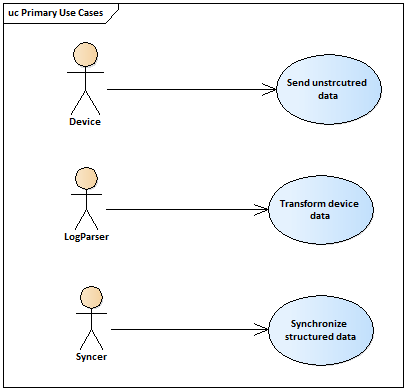 uc Primary Use Cases
Send unstrcutred
data
Device
Transform device
data
LogParser
Synchronize
structured data
Syncer